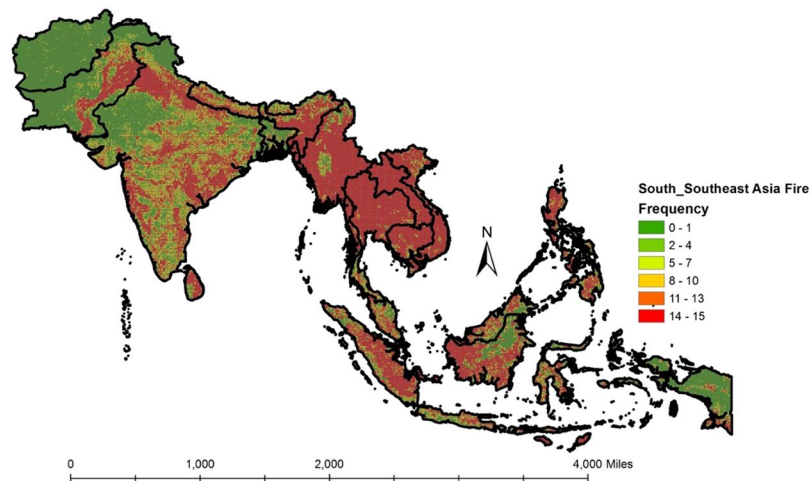 South_Southeast Asia Fire
Frequency
N
0 - 1
2 - 4
5 - 7
8 - 10
11 - 13
14 - 15
0 1,000 2,000 4,000 Miles